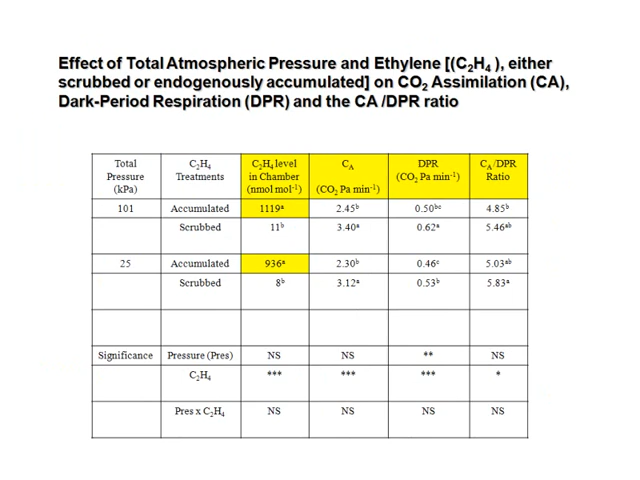 Effect of Total Atmospheric Pressure and Ethylene [(C₂H₄ ), either
scrubbed or endogenously accumulated] on CO₂ Assimilation (CA),
Dark-Period Respiration (DPR) and the CA /DPR ratio
Total Pressure (kPa) C₂H₄ Treatments C₂H₄ level in Chamber (nmol mol⁻¹) C_A (CO₂ Pa min⁻¹) DPR (CO₂ Pa min⁻¹) C_A/DPR Ratio
101 Accumulated 1119ᵃ 2.45ᵇ 0.50ᵇᶜ 4.85ᵇ
Scrubbed 11ᵇ 3.40ᵃ 0.62ᵃ 5.46ᵃᵇ
25 Accumulated 936ᵃ 2.30ᵇ 0.46ᶜ 5.03ᵃᵇ
Scrubbed 8ᵇ 3.12ᵃ 0.53ᵇ 5.83ᵃ
Significance Pressure (Pres) NS NS ** NS
C₂H₄ *** *** *** *
Pres x C₂H₄ NS NS NS NS